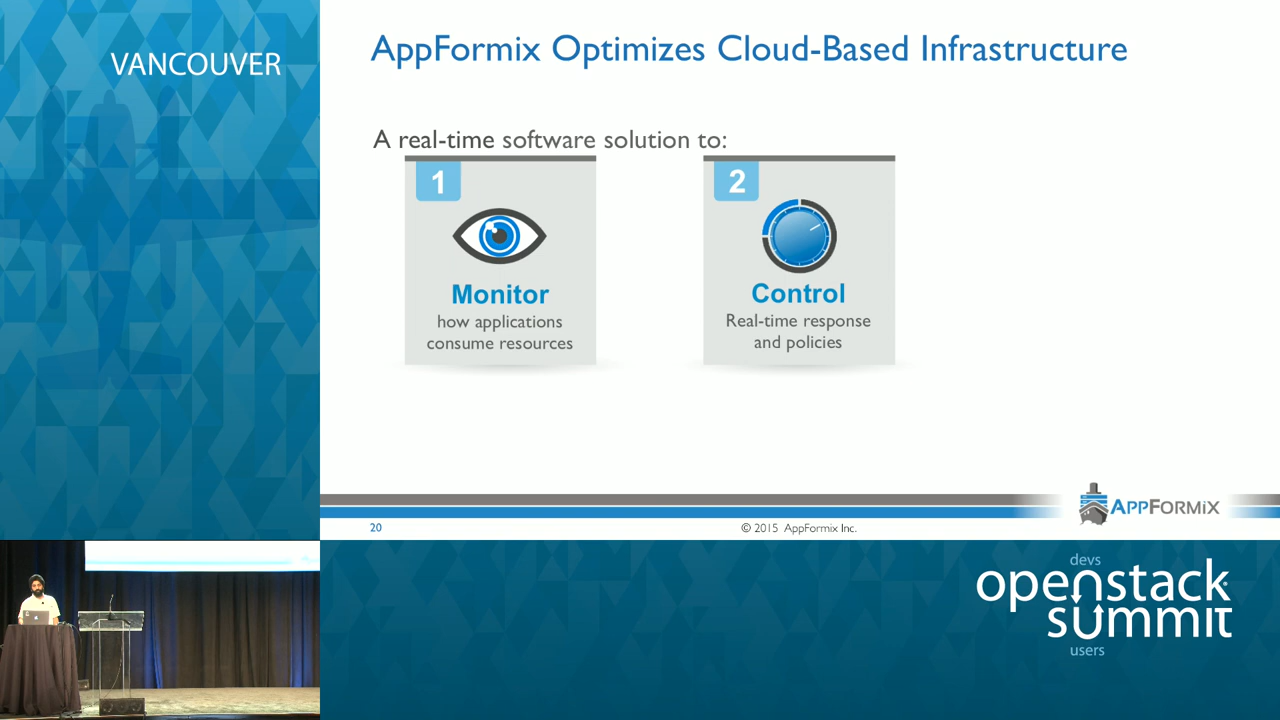 VANCOUVER
AppFormix Optimizes Cloud-Based Infrastructure
A real-time software solution to:
1
Monitor
how applications
consume resources
2
Control
Real-time response
and policies
APPFORMIX
20
© 2015 AppFormix Inc.
devs
openstack
summit
users